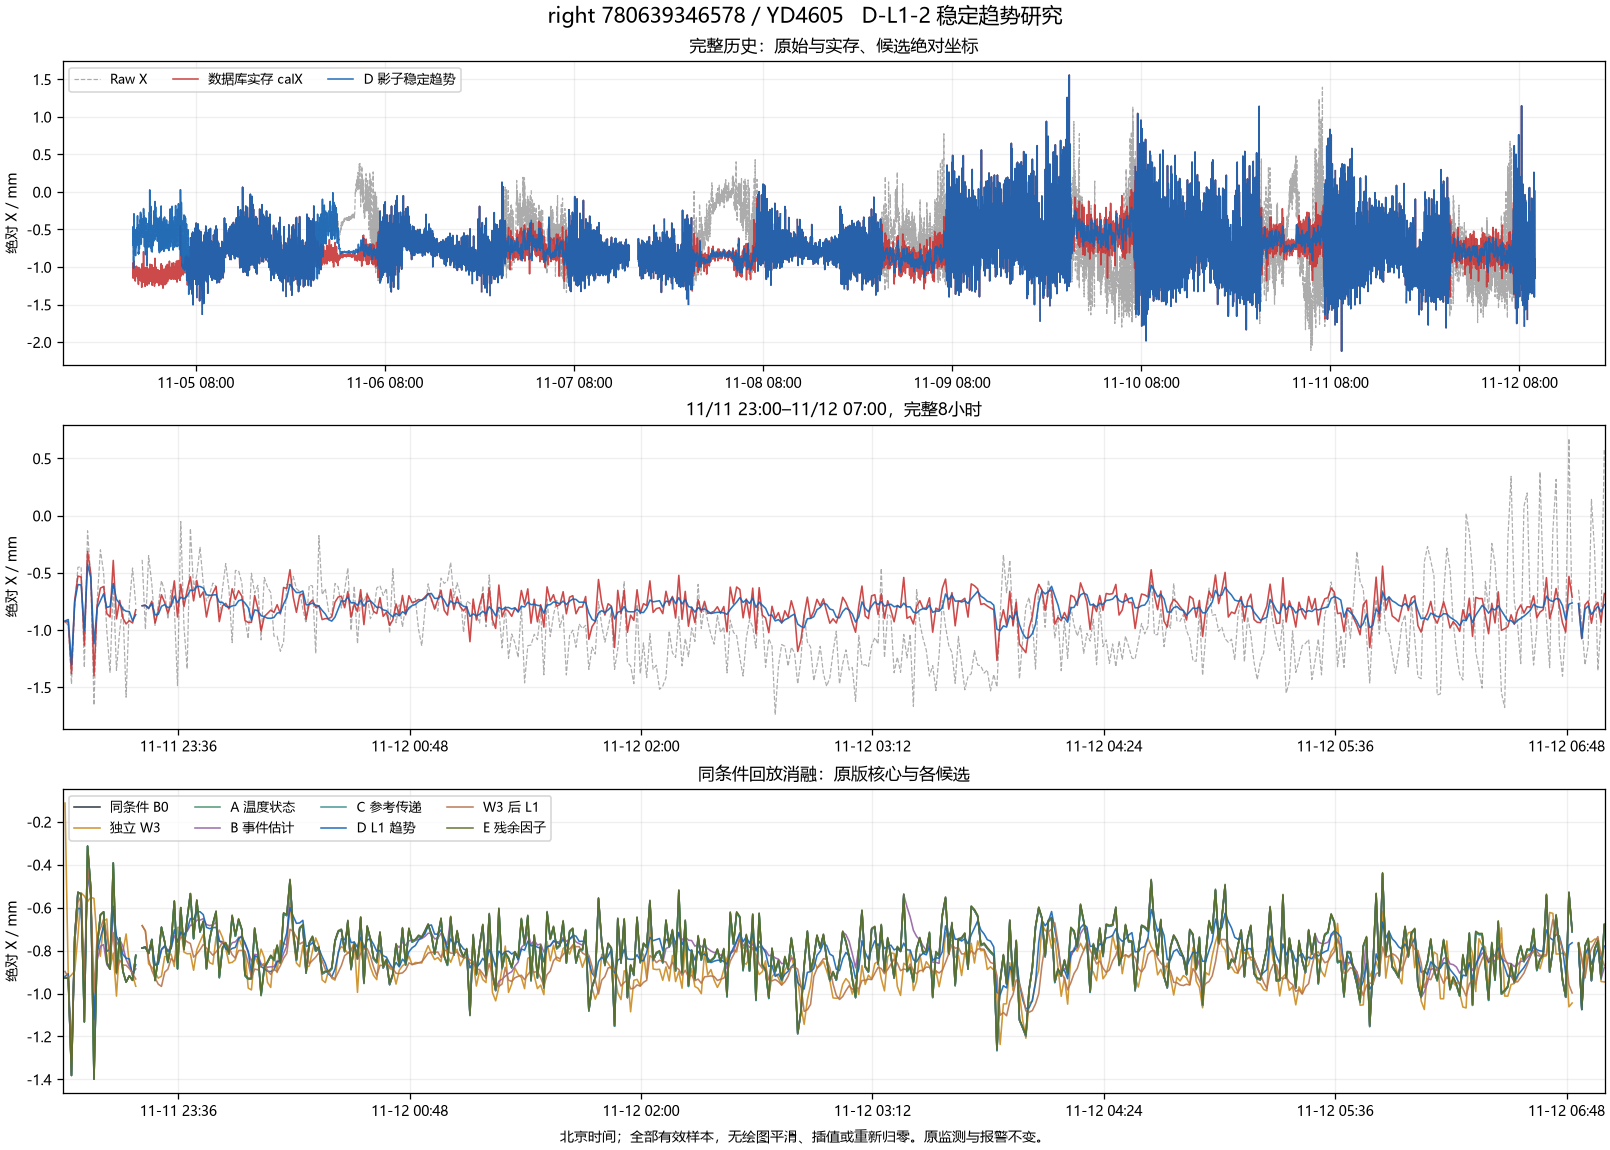 right 780639346578 / YD4605   D-L1-2 稳定趋势研究
完整历史：原始与实存、候选绝对坐标
Raw X
数据库实存 calX
D 影子稳定趋势
绝对 X / mm
1.5
1.0
0.5
0.0
-0.5
-1.0
-1.5
-2.0
11-05 08:00
11-06 08:00
11-07 08:00
11-08 08:00
11-09 08:00
11-10 08:00
11-11 08:00
11-12 08:00
11/11 23:00–11/12 07:00，完整8小时
绝对 X / mm
0.5
0.0
-0.5
-1.0
-1.5
11-11 23:36
11-12 00:48
11-12 02:00
11-12 03:12
11-12 04:24
11-12 05:36
11-12 06:48
同条件回放消融：原版核心与各候选
同条件 B0
A 温度状态
C 参考传递
W3 后 L1
独立 W3
B 事件估计
D L1 趋势
E 残余因子
绝对 X / mm
-0.2
-0.4
-0.6
-0.8
-1.0
-1.2
-1.4
11-11 23:36
11-12 00:48
11-12 02:00
11-12 03:12
11-12 04:24
11-12 05:36
11-12 06:48
北京时间；全部有效样本，无绘图平滑、插值或重新归零。原监测与报警不变。